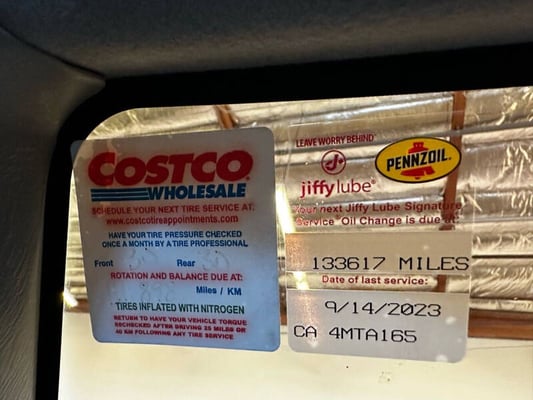 COSTCO
WHOLESALE
SCHEDULE YOUR NEXT TIRE SERVICE AT:
www.costcotireappointments.com
HAVE YOUR TIRE PRESSURE CHECKED
ONCE A MONTH BY A TIRE PROFESSIONAL
Front Rear
ROTATION AND BALANCE DUE AT:
Miles / KM
TIRES INFLATED WITH NITROGEN
RETURN TO HAVE YOUR VEHICLE TORQUE
RECHECKED AFTER DRIVING 25 MILES OR
40 KM FOLLOWING ANY TIRE SERVICE
LEAVE WORRY BEHIND
jiffylube®
PENNZOIL
Your next Jiffy Lube Signature
Service® Oil Change is due at:
133617 MILES
Date of last service:
9/14/2023
CA 4MTA165